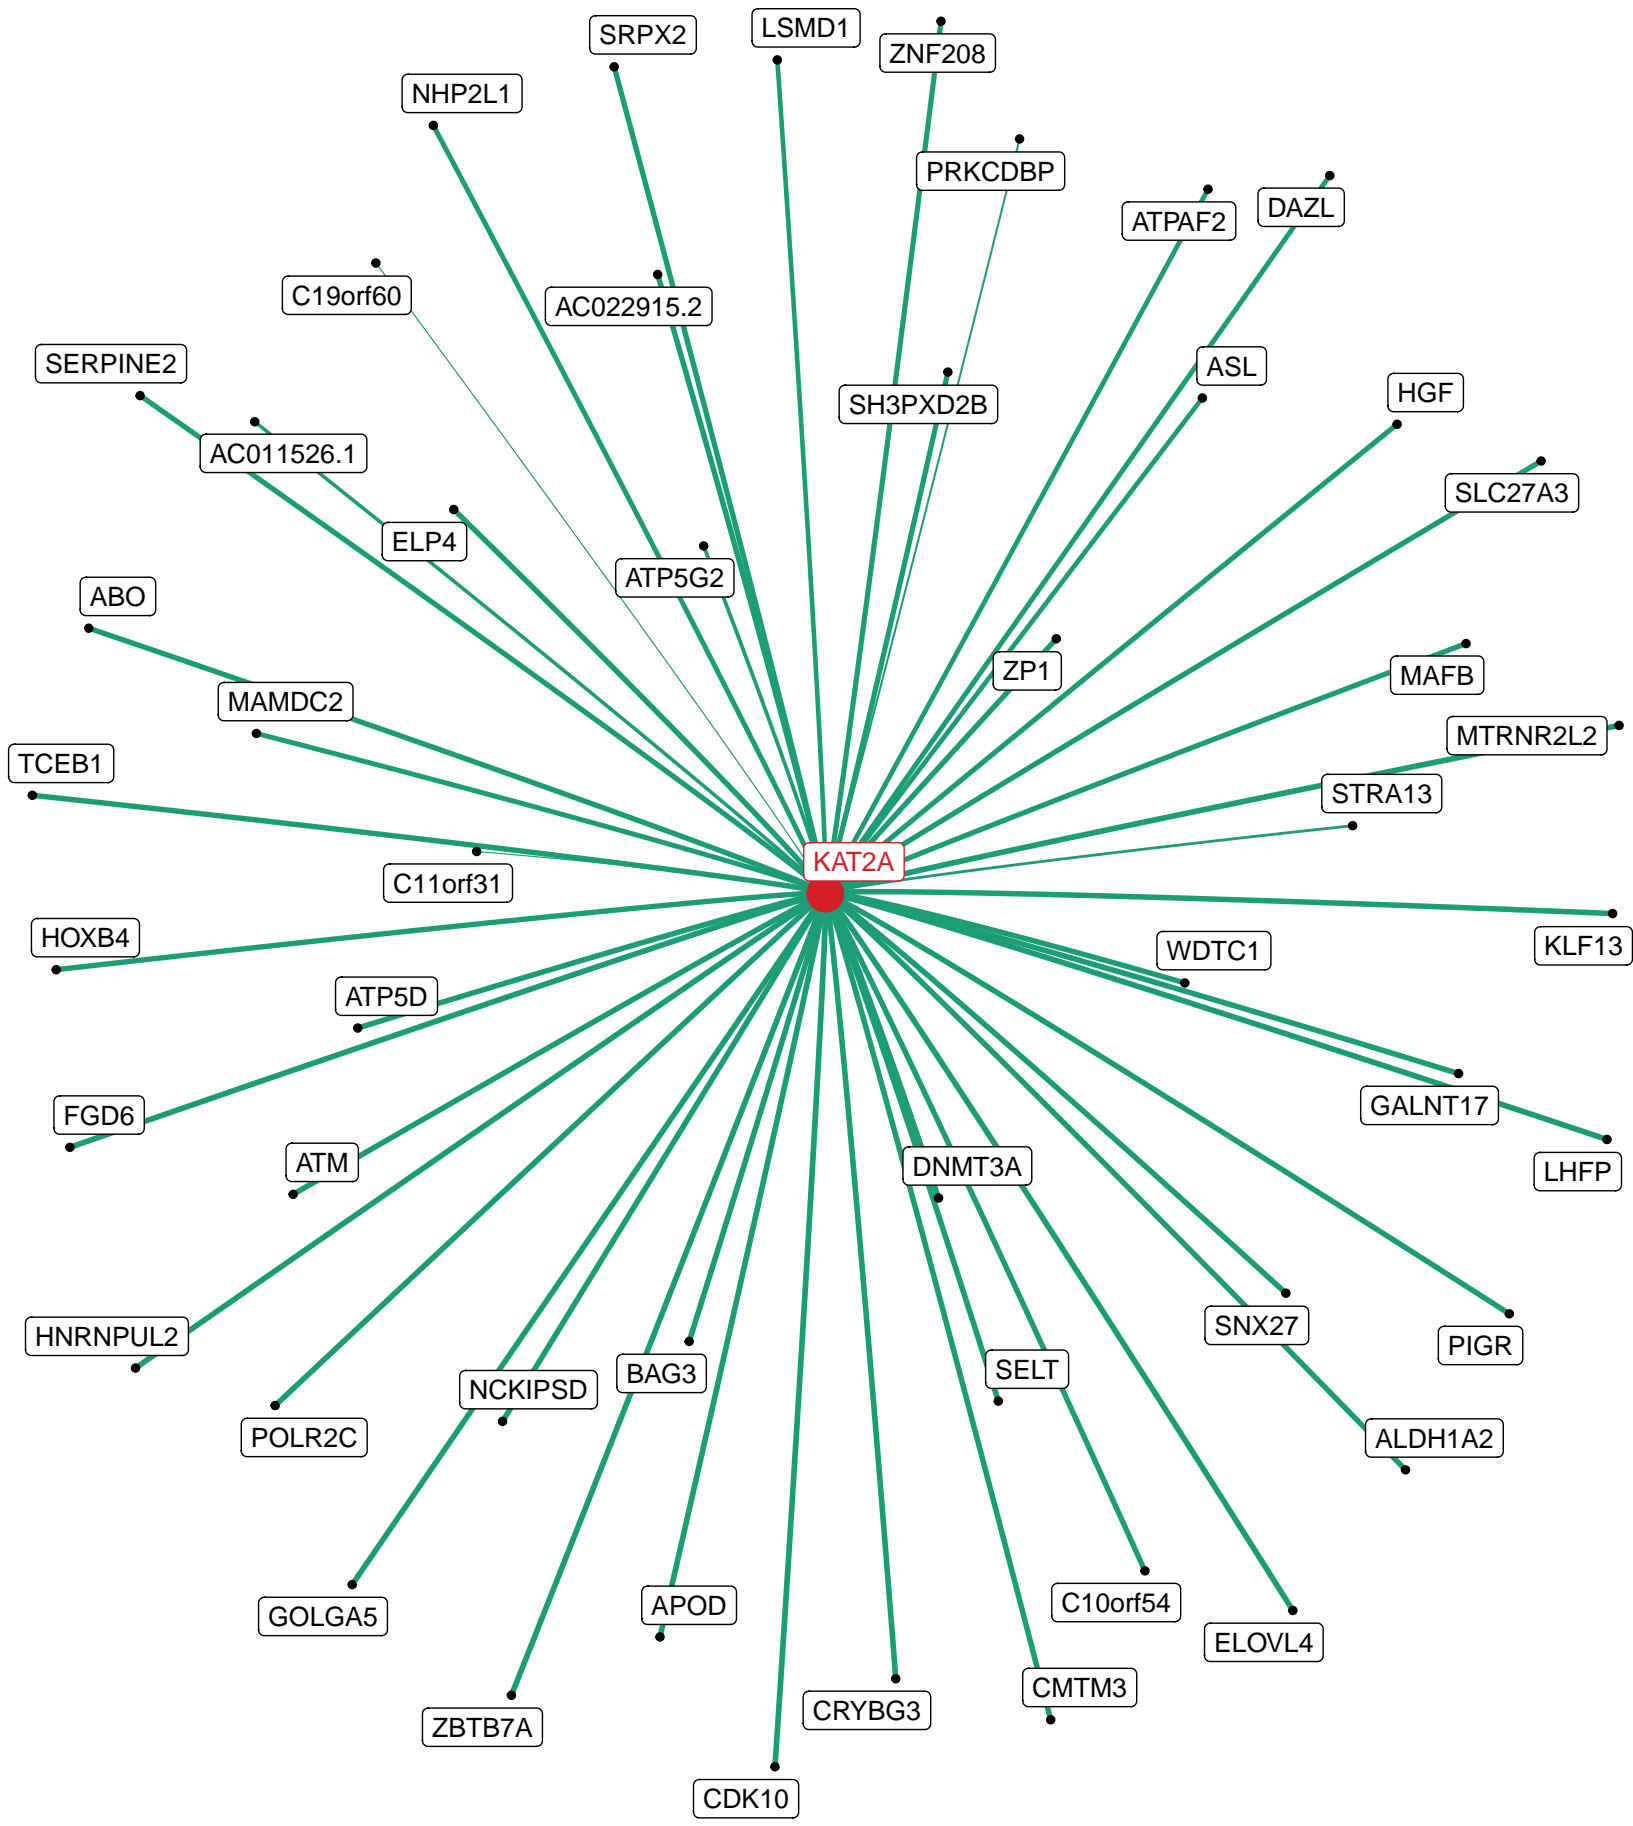 LSMD1
SRPX2
ZNF208
NHP2L1
PRKCDBP
DAZL
ATPAF2
C19orf60
AC022915.2
SERPINE2
ASL
HGF
SH3PXD2B
AC011526.1
SLC27A3
ELP4
ATP5G2
ABO
ZP1
MAFB
MAMDC2
MTRNR2L2
TCEB1
STRA13
KAT2A
C11orf31
HOXB4
KLF13
WDTC1
ATP5D
GALNT17
FGD6
ATM
DNMT3A
LHFP
SNX27
HNRNPUL2
PIGR
SELT
BAG3
NCKIPSD
POLR2C
ALDH1A2
C10orf54
APOD
GOLGA5
ELOVL4
CMTM3
CRYBG3
ZBTB7A
CDK10